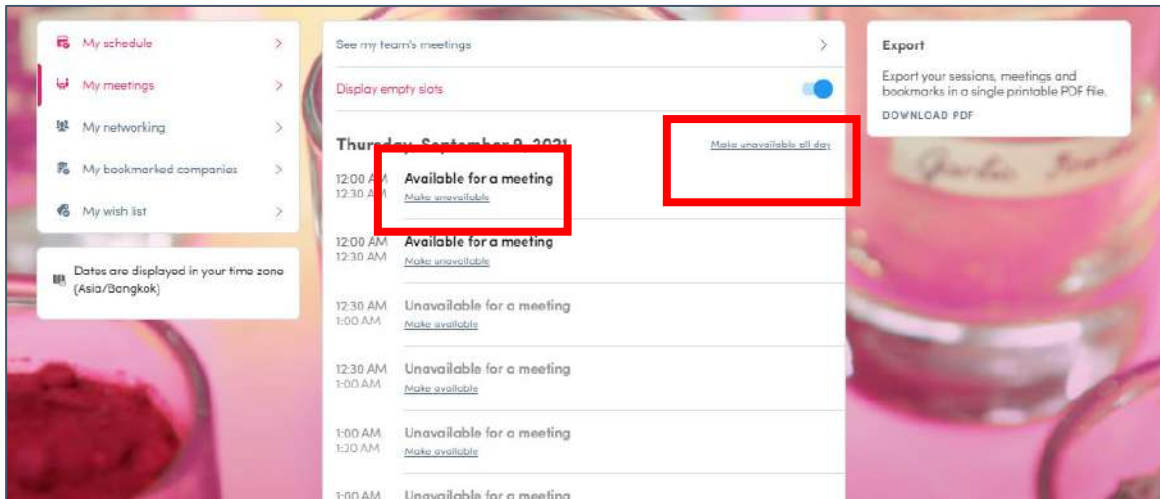 My schedule
My meetings
My networking
My bookmarked companies
My wish list
Dates are displayed in your time zone
(Asia/Bangkok)
See my team's meetings
Display empty slots
Thursday, September 9, 2021
Make unavailable all day
12:00 AM Available for a meeting
12:30 AM Make unavailable
12:00 AM Available for a meeting
12:30 AM Make unavailable
12:30 AM Unavailable for a meeting
1:00 AM Make available
12:30 AM Unavailable for a meeting
1:00 AM Make available
1:00 AM Unavailable for a meeting
1:30 AM Make available
1:00 AM Unavailable for a meeting
Export
Export your sessions, meetings and
bookmarks in a single printable PDF file.
DOWNLOAD PDF